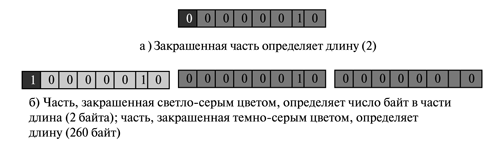 0 0 0 0 0 0 1 0
а ) Закрашенная часть определяет длину (2)
1 0 0 0 0 0 1 0 0 0 0 0 0 0 1 0 0 0 0 0 0 0 0 0
б) Часть, закрашенная светло-серым цветом, определяет число байт в части
длина (2 байта); часть, закрашенная темно-серым цветом, определяет
длину (260 байт)